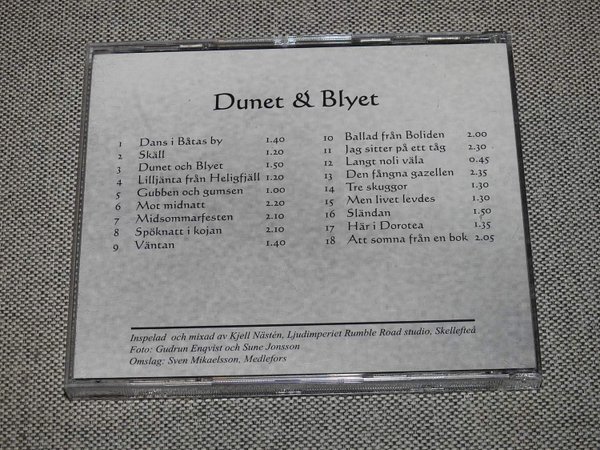 Dunet & Blyet
1 Dans i Båtas by 1.40
2 Skäll 1.20
3 Dunet och Blyet 1.50
4 Lilljänta från Heligfjäll 1.20
5 Gubben och gumsen 1.00
6 Mot midnatt 2.20
7 Midsommarfesten 2.10
8 Spöknatt i kojan 2.10
9 Väntan 1.40
10 Ballad från Boliden 2.00
11 Jag sitter på ett tåg 2.30
12 Langt noli väla 0.45
13 Den fångna gazellen 2.35
14 Tre skuggor 1.30
15 Men livet levdes 1.30
16 Sländan 1.50
17 Här i Dorotea 1.35
18 Att somna från en bok 2.05
Inspelad och mixad av Kjell Nästén, Ljudimperiet Rumble Road studio, Skellefteå
Foto: Gudrun Enqvist och Sune Jonsson
Omslag: Sven Mikaelsson, Medlefors